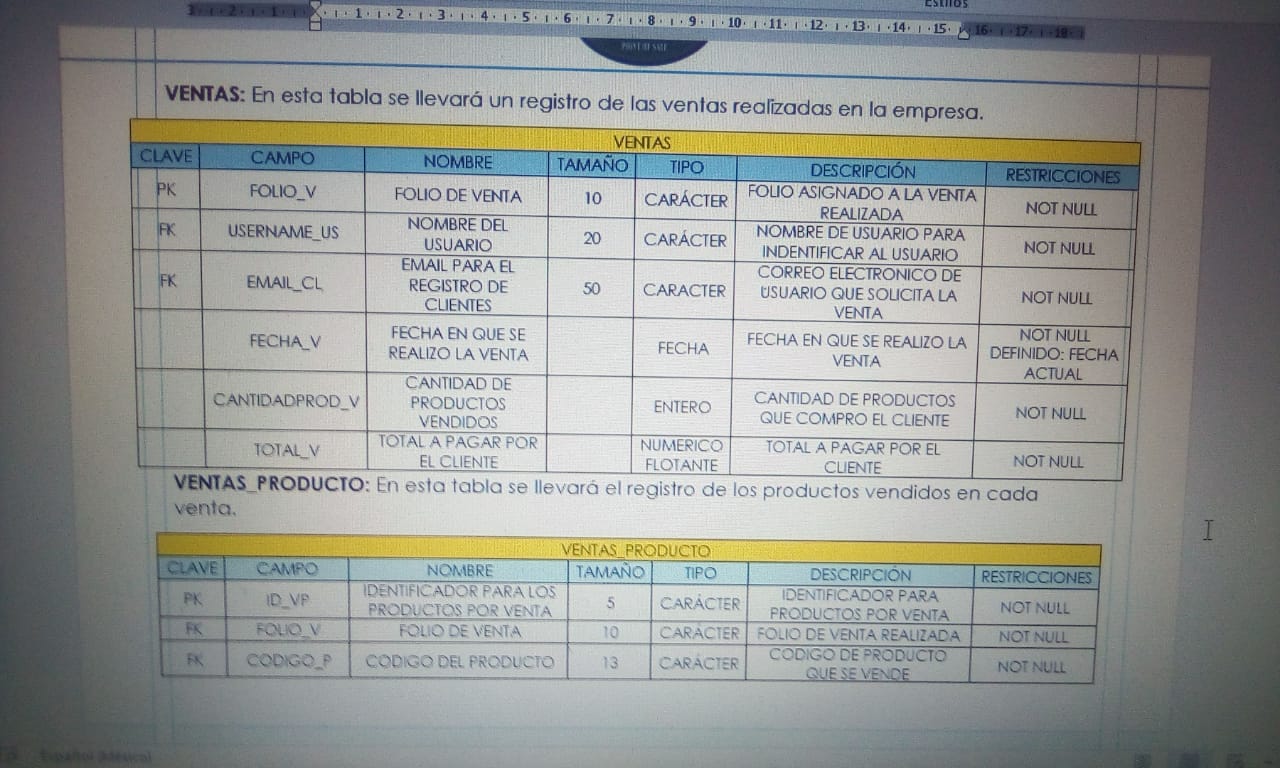 Estilos
3 · 2 · 1 · 1 · 2 · 3 · 4 · 5 · 6 · 7 · 8 · 9 · 10 · 11 · 12 · 13 · 14 · 15 · 16 · 17 · 18
POINT OF SALE
VENTAS: En esta tabla se llevará un registro de las ventas realizadas en la empresa.
VENTAS
CLAVE CAMPO NOMBRE TAMAÑO TIPO DESCRIPCIÓN RESTRICCIONES
PK FOLIO_V FOLIO DE VENTA 10 CARÁCTER FOLIO ASIGNADO A LA VENTA
REALIZADA NOT NULL
FK USERNAME_US NOMBRE DEL
USUARIO 20 CARÁCTER NOMBRE DE USUARIO PARA
INDENTIFICAR AL USUARIO NOT NULL
FK EMAIL_CL EMAIL PARA EL
REGISTRO DE
CLIENTES 50 CARACTER CORREO ELECTRONICO DE
USUARIO QUE SOLICITA LA
VENTA NOT NULL
FECHA_V FECHA EN QUE SE
REALIZO LA VENTA FECHA FECHA EN QUE SE REALIZO LA
VENTA NOT NULL
DEFINIDO: FECHA
ACTUAL
CANTIDADPROD_V CANTIDAD DE
PRODUCTOS
VENDIDOS ENTERO CANTIDAD DE PRODUCTOS
QUE COMPRO EL CLIENTE NOT NULL
TOTAL_V TOTAL A PAGAR POR
EL CLIENTE NUMERICO
FLOTANTE TOTAL A PAGAR POR EL
CLIENTE NOT NULL
VENTAS_PRODUCTO: En esta tabla se llevará el registro de los productos vendidos en cada
venta.
VENTAS_PRODUCTO
CLAVE CAMPO NOMBRE TAMAÑO TIPO DESCRIPCIÓN RESTRICCIONES
PK ID_VP IDENTIFICADOR PARA LOS
PRODUCTOS POR VENTA 5 CARÁCTER IDENTIFICADOR PARA
PRODUCTOS POR VENTA NOT NULL
FK FOLIO_V FOLIO DE VENTA 10 CARÁCTER FOLIO DE VENTA REALIZADA NOT NULL
FK CODIGO_P CODIGO DEL PRODUCTO 13 CARÁCTER CODIGO DE PRODUCTO
QUE SE VENDE NOT NULL
Español (México)